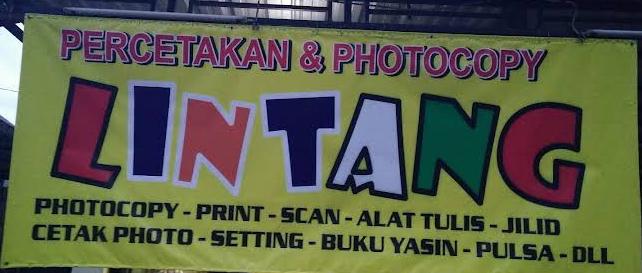 PERCETAKAN & PHOTOCOPY
LINTANG
PHOTOCOPY - PRINT - SCAN - ALAT TULIS - JILID
CETAK PHOTO - SETTING - BUKU YASIN - PULSA - DLL